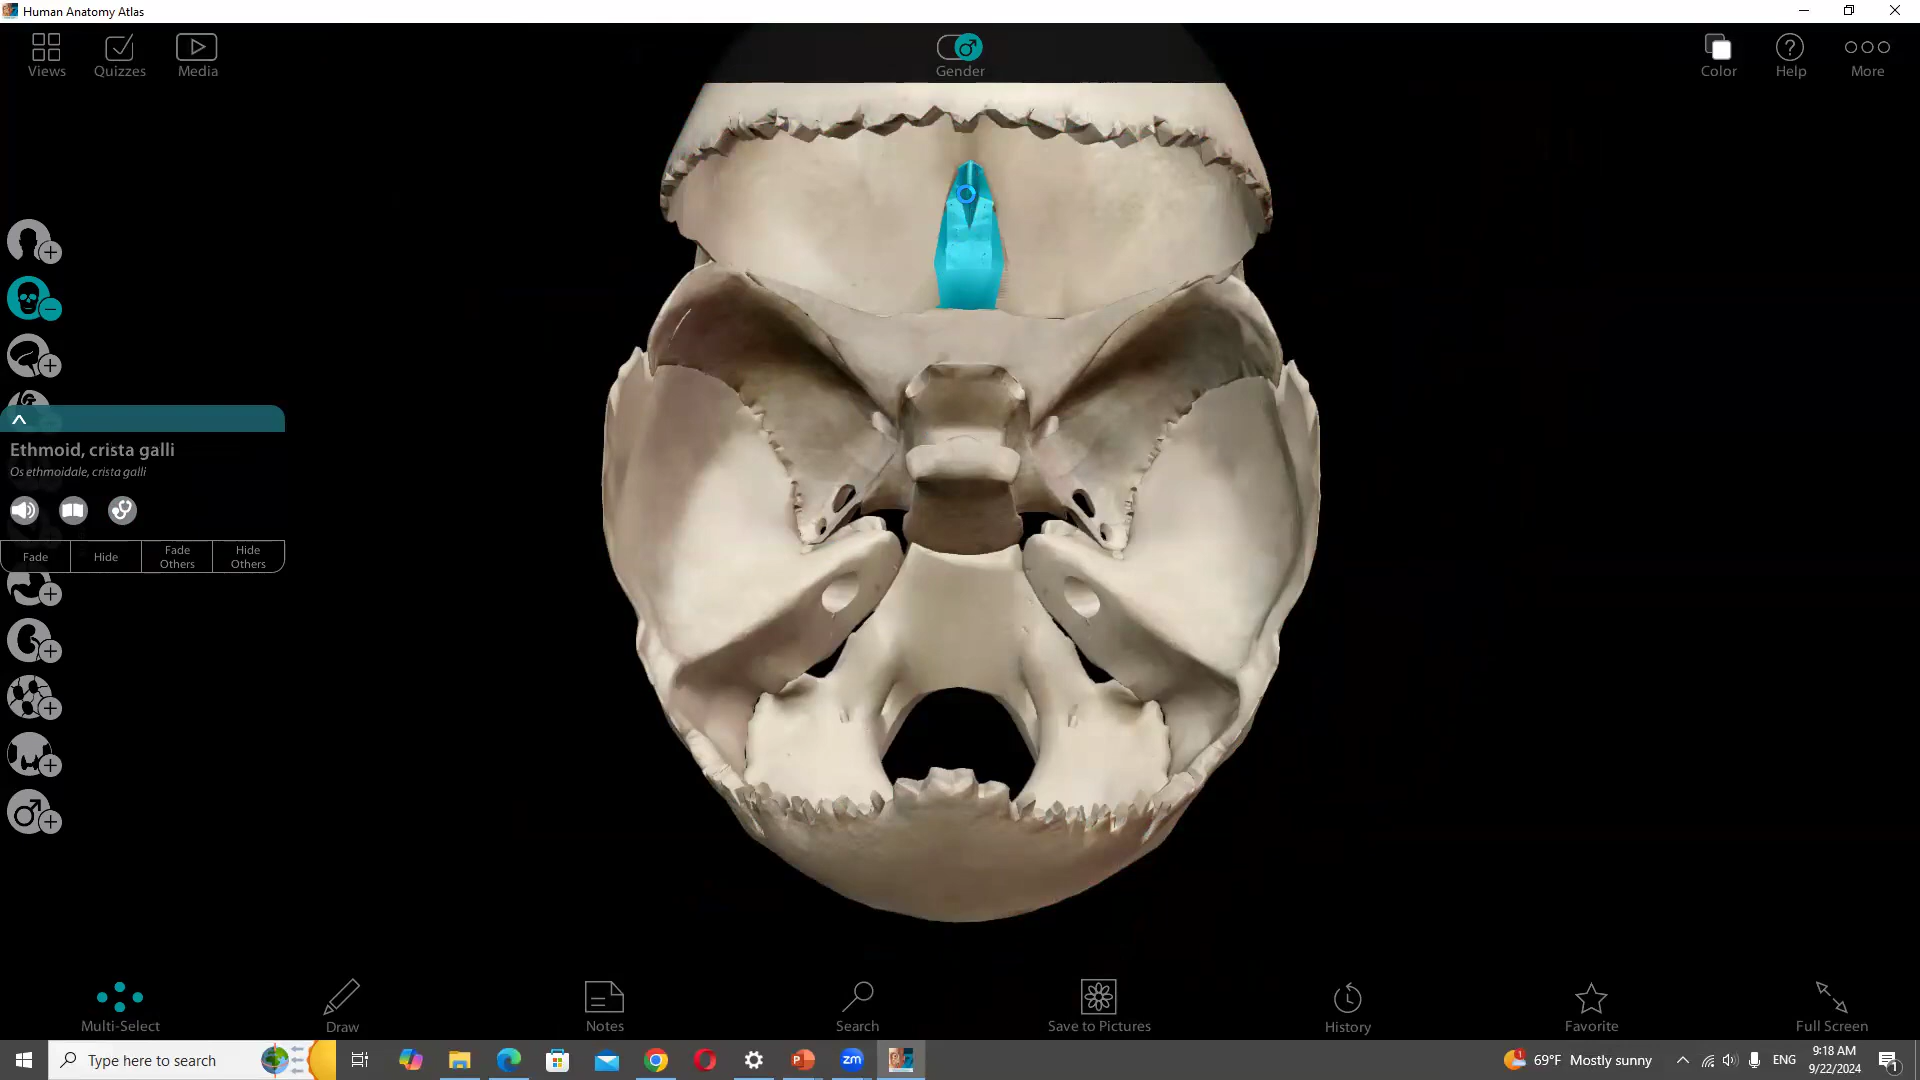 Human Anatomy Atlas
Views
Quizzes
Media
Gender
Color
Help
More
Ethmoid, crista galli
Os ethmoidale, crista galli
Fade
Hide
Fade
Others
Hide
Others
Multi-Select
Draw
Notes
Search
Save to Pictures
History
Favorite
Full Screen
Type here to search
zm
69°F Mostly sunny
ENG
9:18 AM
9/22/2024